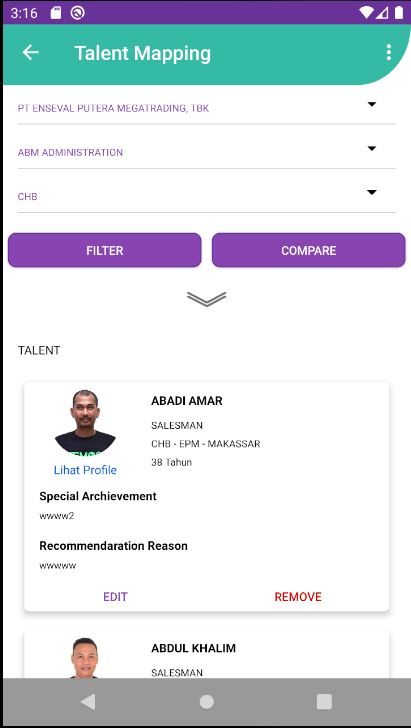 3:16
Talent Mapping
PT ENSEVAL PUTERA MEGATRADING, TBK
ABM ADMINISTRATION
CHB
FILTER
COMPARE
TALENT
ABADI AMAR
SALESMAN
CHB - EPM - MAKASSAR
38 Tahun
Lihat Profile
Special Archievement
wwww2
Recommendaration Reason
wwwww
EDIT
REMOVE
ABDUL KHALIM
SALESMAN